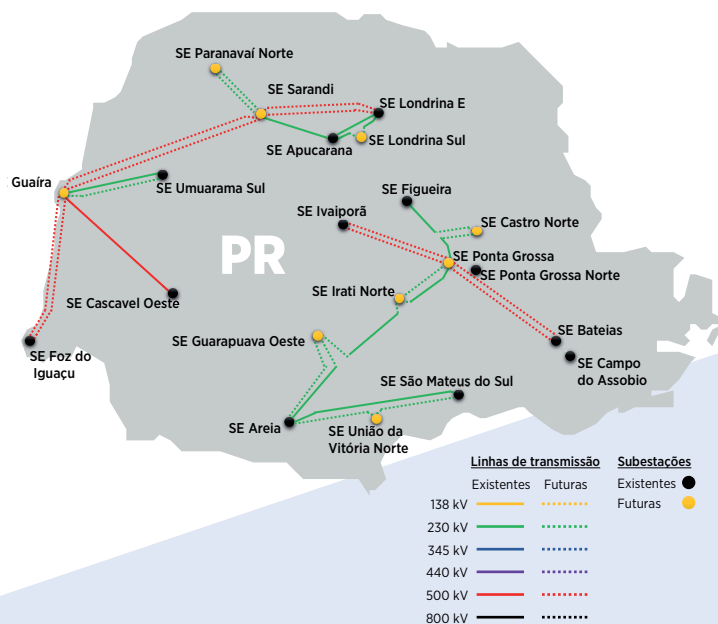 SE Paranavaí Norte
SE Sarandi
SE Londrina E
SE Apucarana
SE Londrina Sul
Guaíra
SE Umuarama Sul
SE Figueira
SE Ivaiporã
SE Castro Norte
PR
SE Ponta Grossa
SE Ponta Grossa Norte
SE Irati Norte
SE Cascavel Oeste
SE Bateias
SE Guarapuava Oeste
SE Foz do
Iguaçu
SE Campo
do Assobio
SE São Mateus do Sul
SE Areia
SE União da
Vitória Norte
Linhas de transmissão
Subestações
Existentes
Futuras
Existentes
Futuras
138 kV
230 kV
345 kV
440 kV
500 kV
800 kV